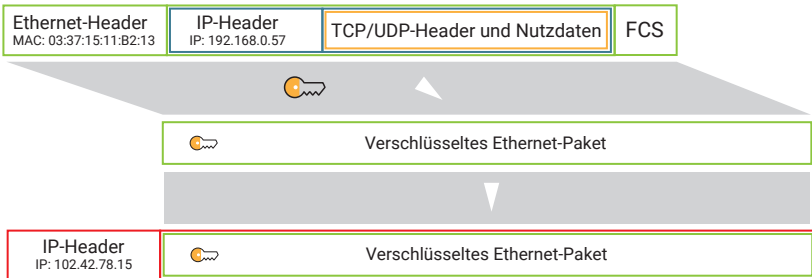 Ethernet-Header
MAC: 03:37:15:11:B2:13
IP-Header
IP: 192.168.0.57
TCP/UDP-Header und Nutzdaten
FCS
Verschlüsseltes Ethernet-Paket
IP-Header
IP: 102.42.78.15
Verschlüsseltes Ethernet-Paket